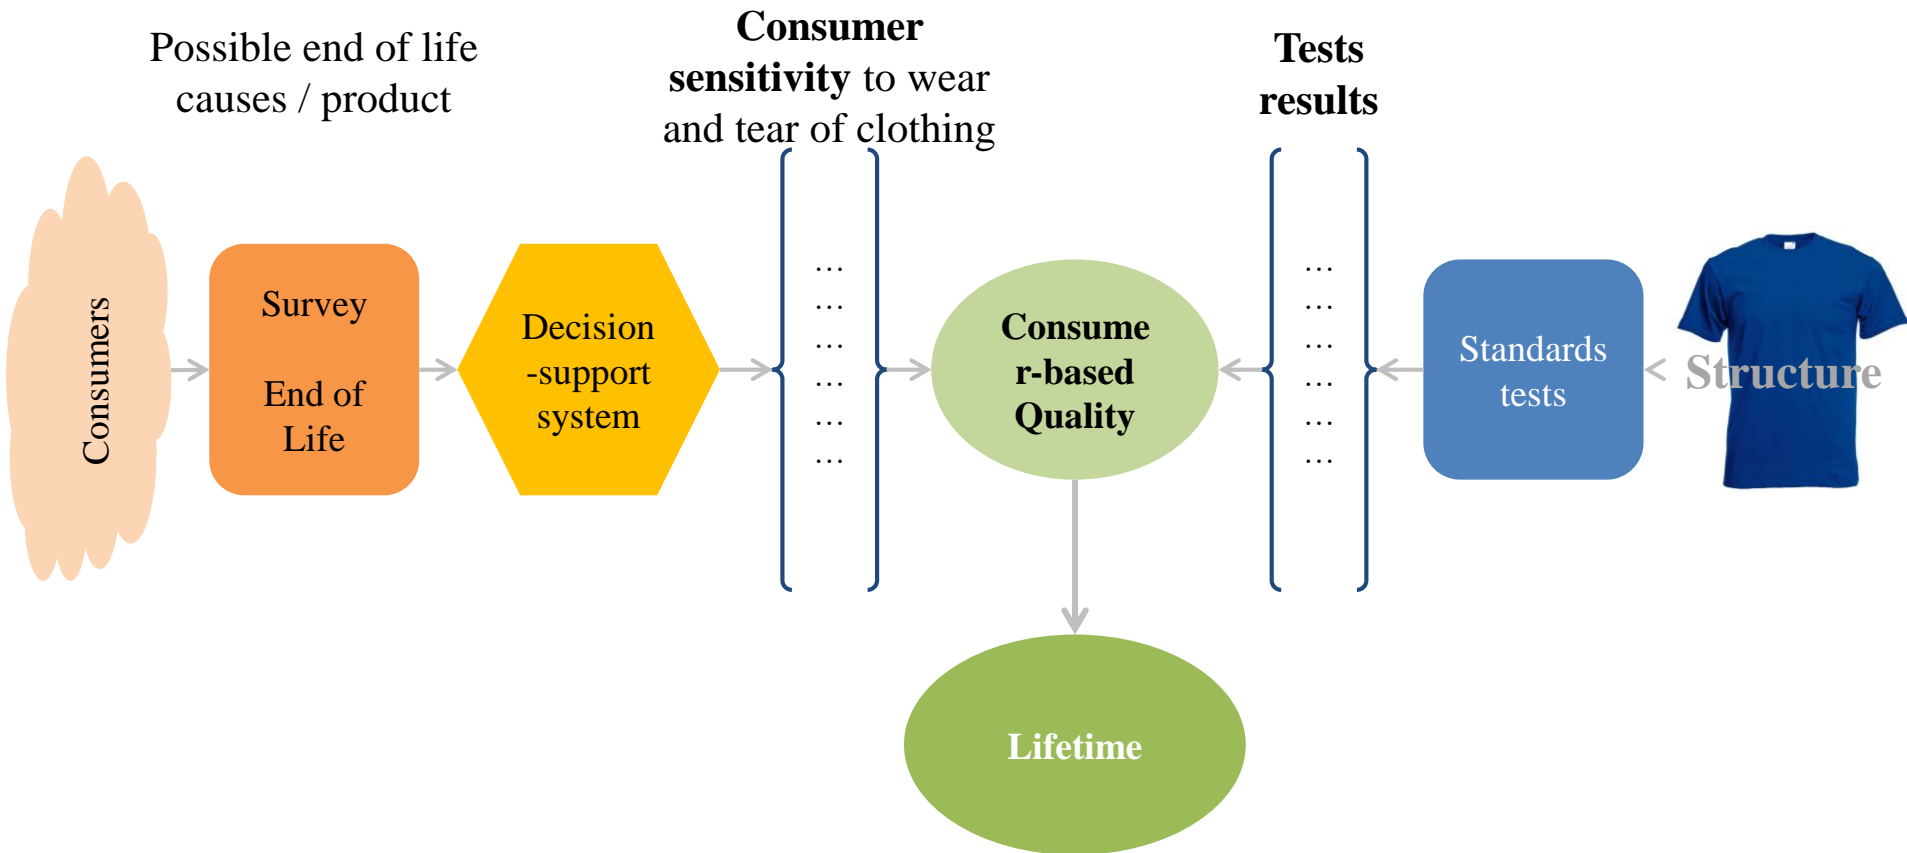 Possible end of life
causes / product
Consumer
sensitivity to wear
and tear of clothing
Tests
results
Consumers
Survey
End of
Life
Decision
-support
system
…
…
…
…
…
…
Consume
r-based
Quality
…
…
…
…
…
…
Standards
tests
Structure
Lifetime